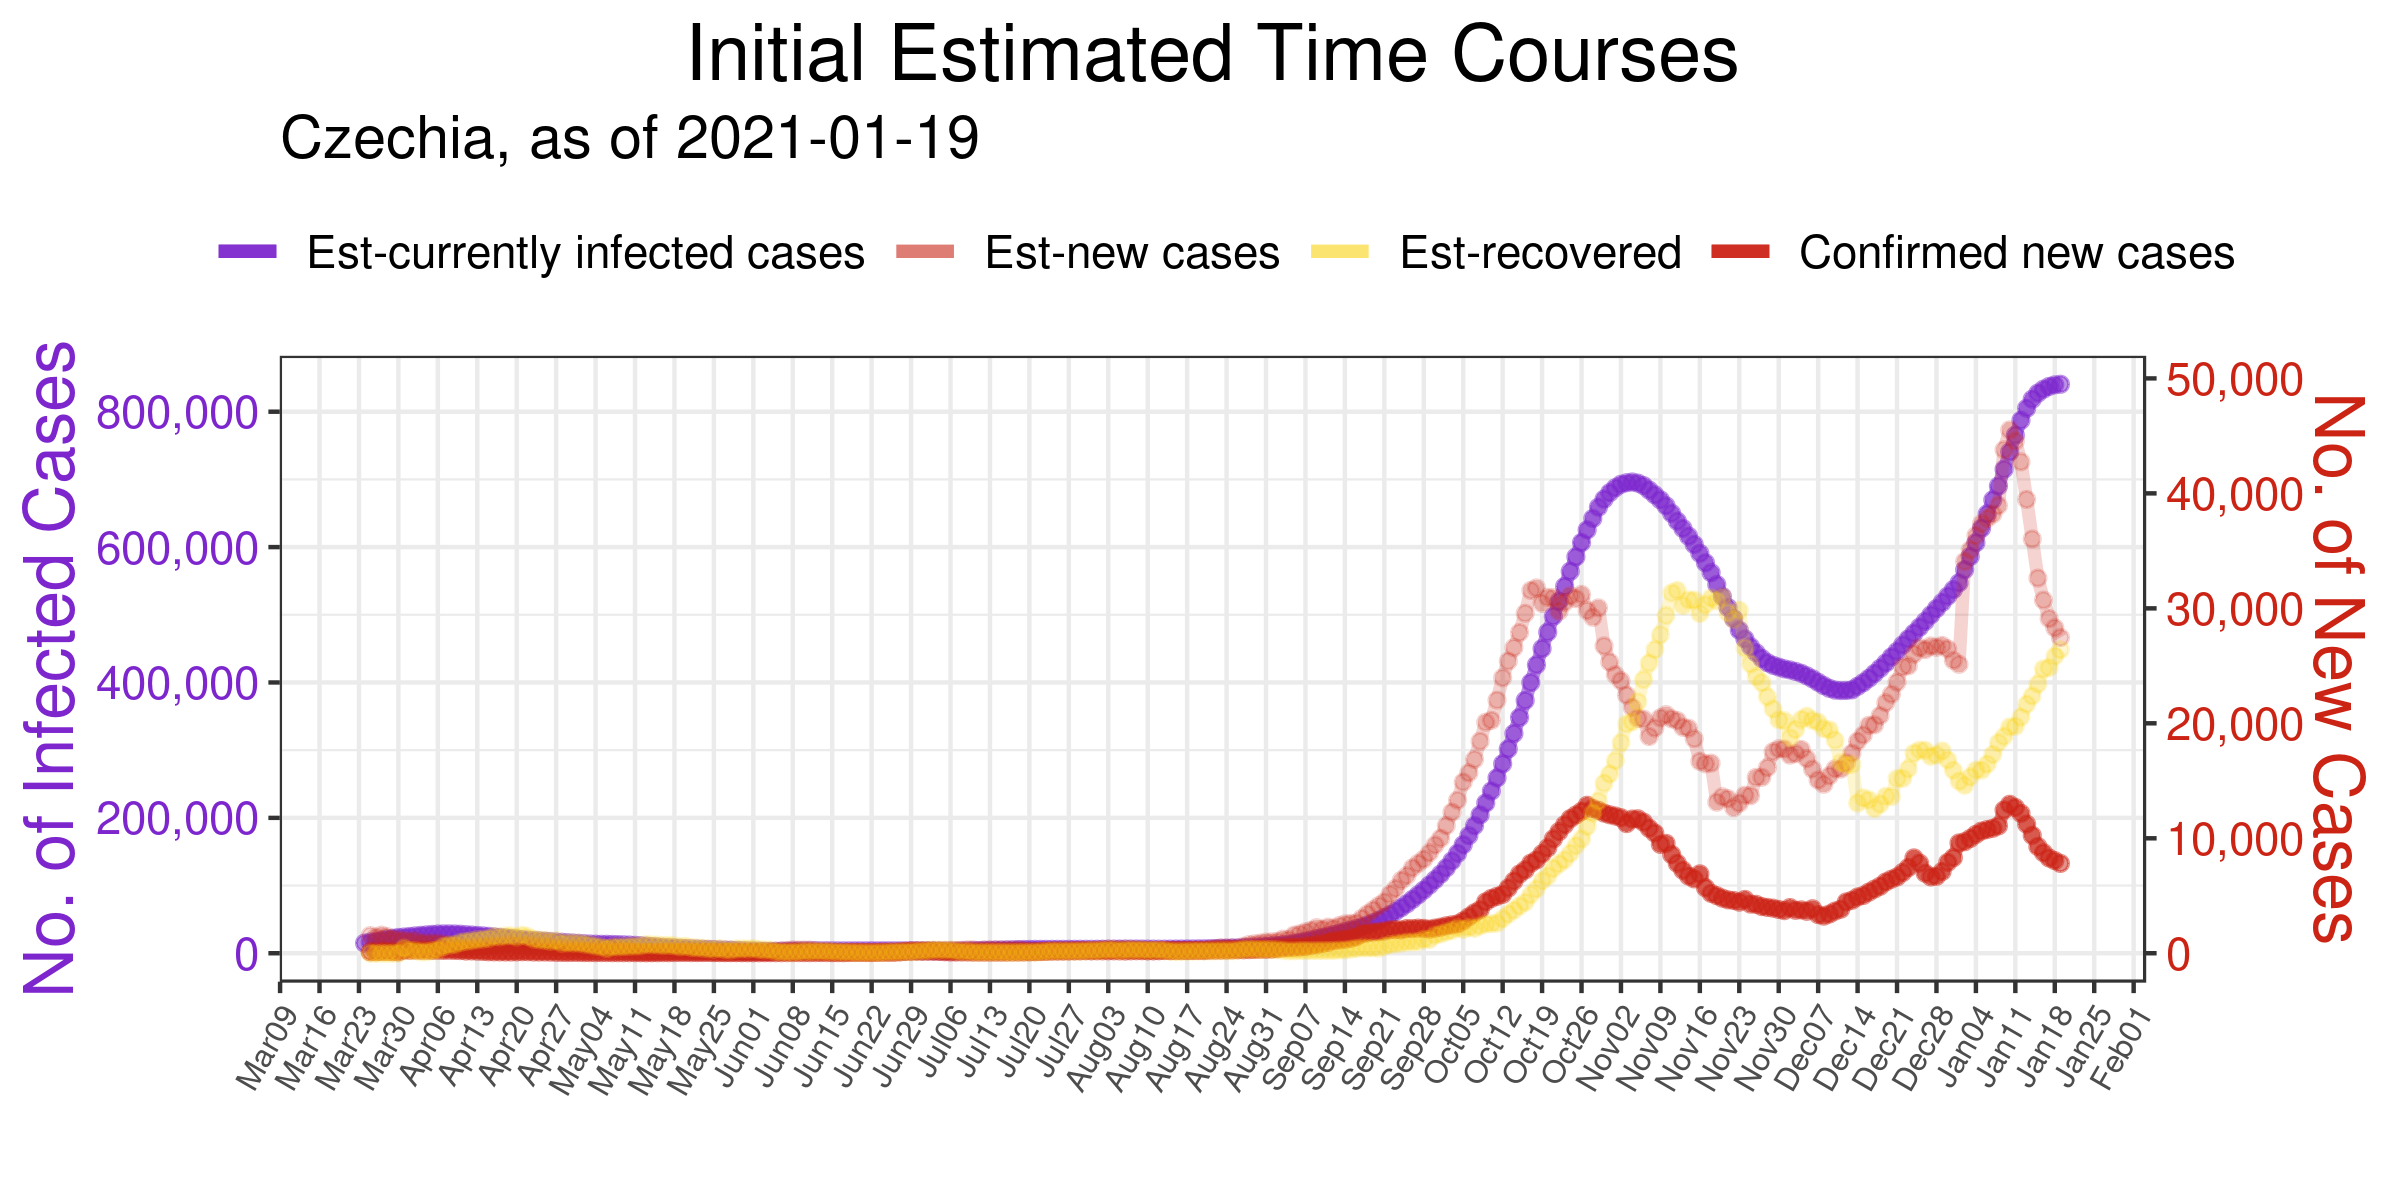 Initial Estimated Time Courses
Czechia, as of 2021-01-19
Est-currently infected cases Est-new cases Est-recovered Confirmed new cases
No. of Infected Cases
800,000
600,000
400,000
200,000
0
50,000
40,000
30,000
20,000
10,000
0
No. of New Cases
Mar09 Mar16 Mar23 Mar30 Apr06 Apr13 Apr20 Apr27 May04 May11 May18 May25 Jun01 Jun08 Jun15 Jun22 Jun29 Jul06 Jul13 Jul20 Jul27 Aug03 Aug10 Aug17 Aug24 Aug31 Sep07 Sep14 Sep21 Sep28 Oct05 Oct12 Oct19 Oct26 Nov02 Nov09 Nov16 Nov23 Nov30 Dec07 Dec14 Dec21 Dec28 Jan04 Jan11 Jan18 Jan25 Feb01